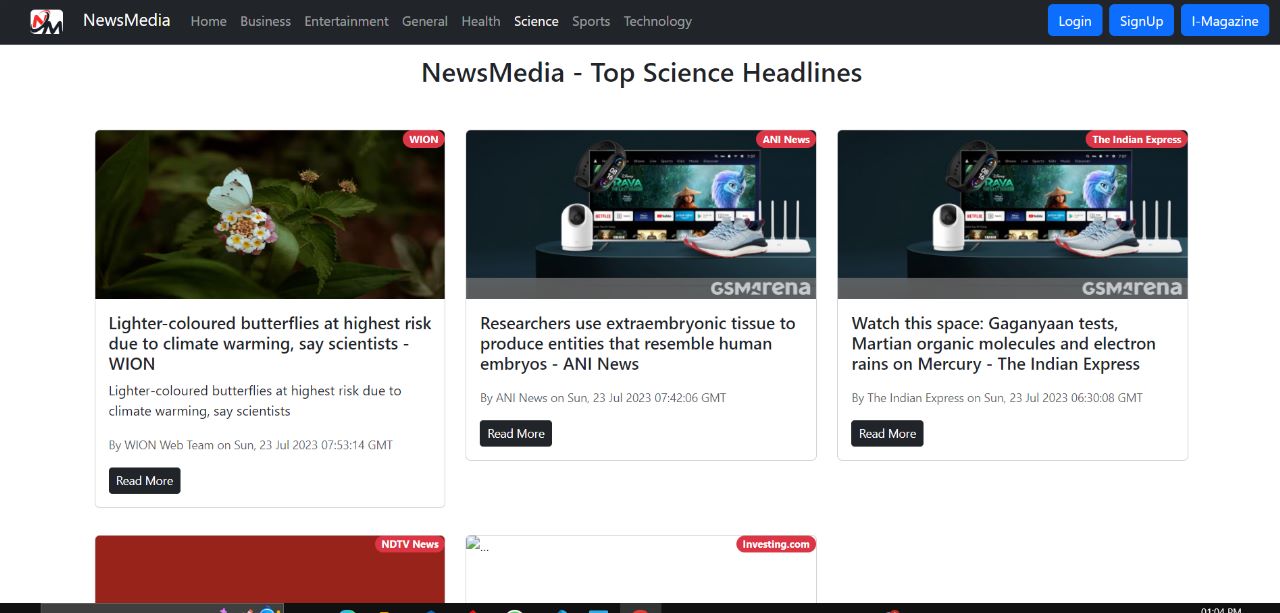 NewsMedia Home Business Entertainment General Health Science Sports Technology Login SignUp I-Magazine
NewsMedia - Top Science Headlines
WION
Lighter-coloured butterflies at highest risk
due to climate warming, say scientists -
WION
Lighter-coloured butterflies at highest risk due to
climate warming, say scientists
By WION Web Team on Sun, 23 Jul 2023 07:53:14 GMT
Read More
ANI News
GSMArena
Researchers use extraembryonic tissue to
produce entities that resemble human
embryos - ANI News
By ANI News on Sun, 23 Jul 2023 07:42:06 GMT
Read More
The Indian Express
GSMArena
Watch this space: Gaganyaan tests,
Martian organic molecules and electron
rains on Mercury - The Indian Express
By The Indian Express on Sun, 23 Jul 2023 06:30:08 GMT
Read More
NDTV News
...
Investing.com
01:04 PM